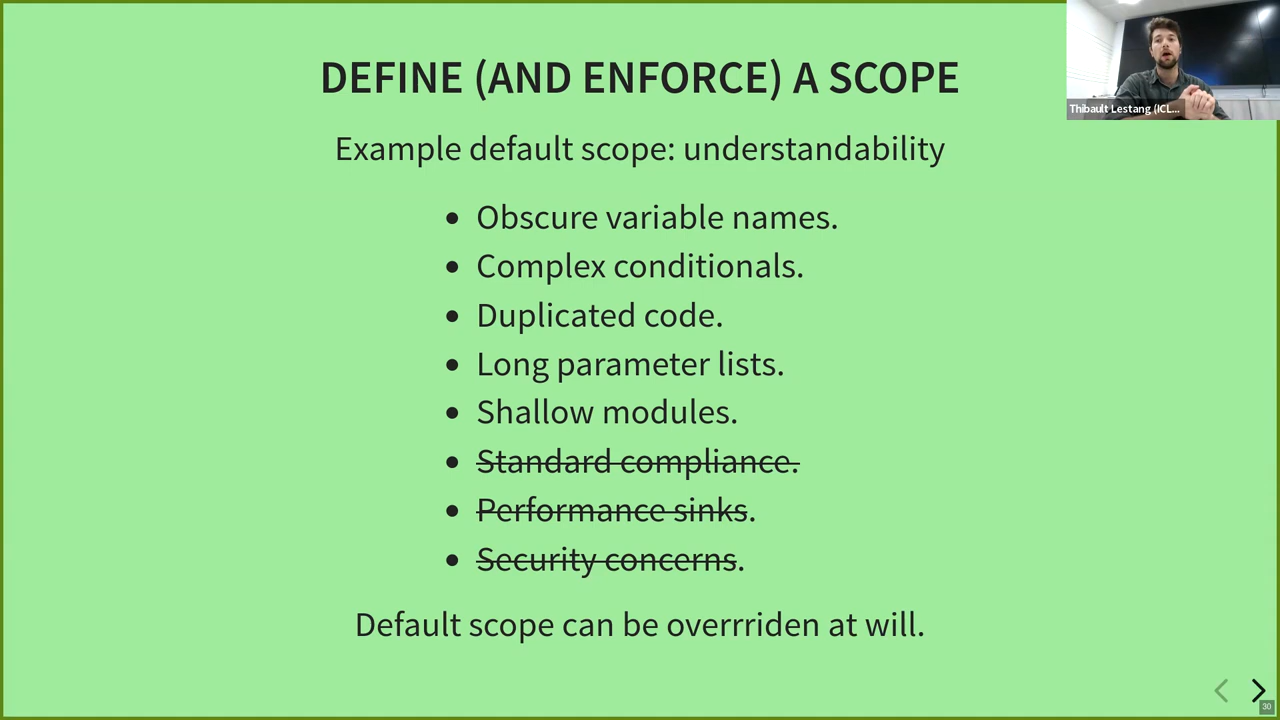 DEFINE (AND ENFORCE) A SCOPE
Thibault Lestang (ICL...
Example default scope: understandability
• Obscure variable names.
• Complex conditionals.
• Duplicated code.
• Long parameter lists.
• Shallow modules.
• Standard compliance.
• Performance sinks.
• Security concerns.
Default scope can be overrriden at will.
30